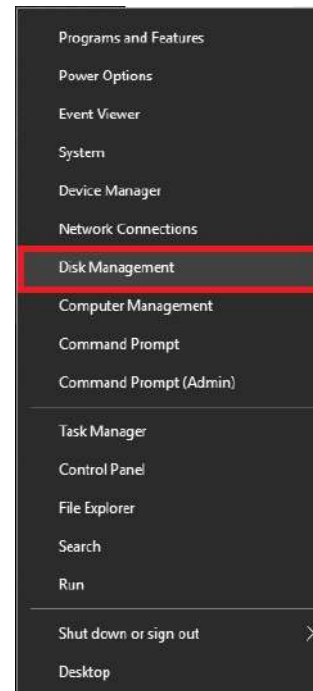 Programs and Features
Power Options
Event Viewer
System
Device Manager
Network Connections
Disk Management
Computer Management
Command Prompt
Command Prompt (Admin)
Task Manager
Control Panel
File Explorer
Search
Run
Shut down or sign out
Desktop